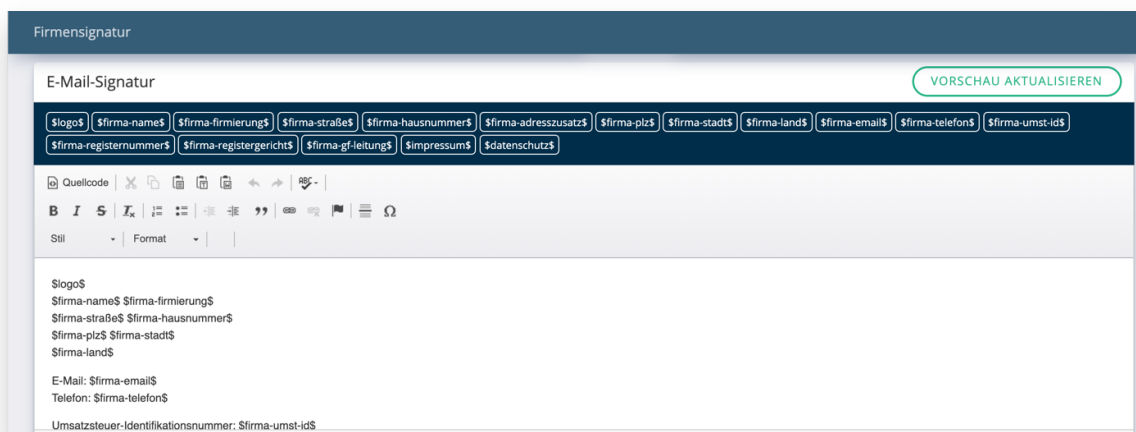 Firmensignatur
E-Mail-Signatur VORSCHAU AKTUALISIEREN
$logo$ $firma-name$ $firma-firmierung$ $firma-straße$ $firma-hausnummer$ $firma-adresszusatz$ $firma-plz$ $firma-stadt$ $firma-land$ $firma-email$ $firma-telefon$ $firma-umst-id$
$firma-registernummer$ $firma-registergericht$ $firma-gf-leitung$ $impressum$ $datenschutz$
Quellcode ABC
B I S Ix Ω
Stil Format
$logo$
$firma-name$ $firma-firmierung$
$firma-straße$ $firma-hausnummer$
$firma-plz$ $firma-stadt$
$firma-land$
E-Mail: $firma-email$
Telefon: $firma-telefon$
Umsatzsteuer-Identifikationsnummer: $firma-umst-id$